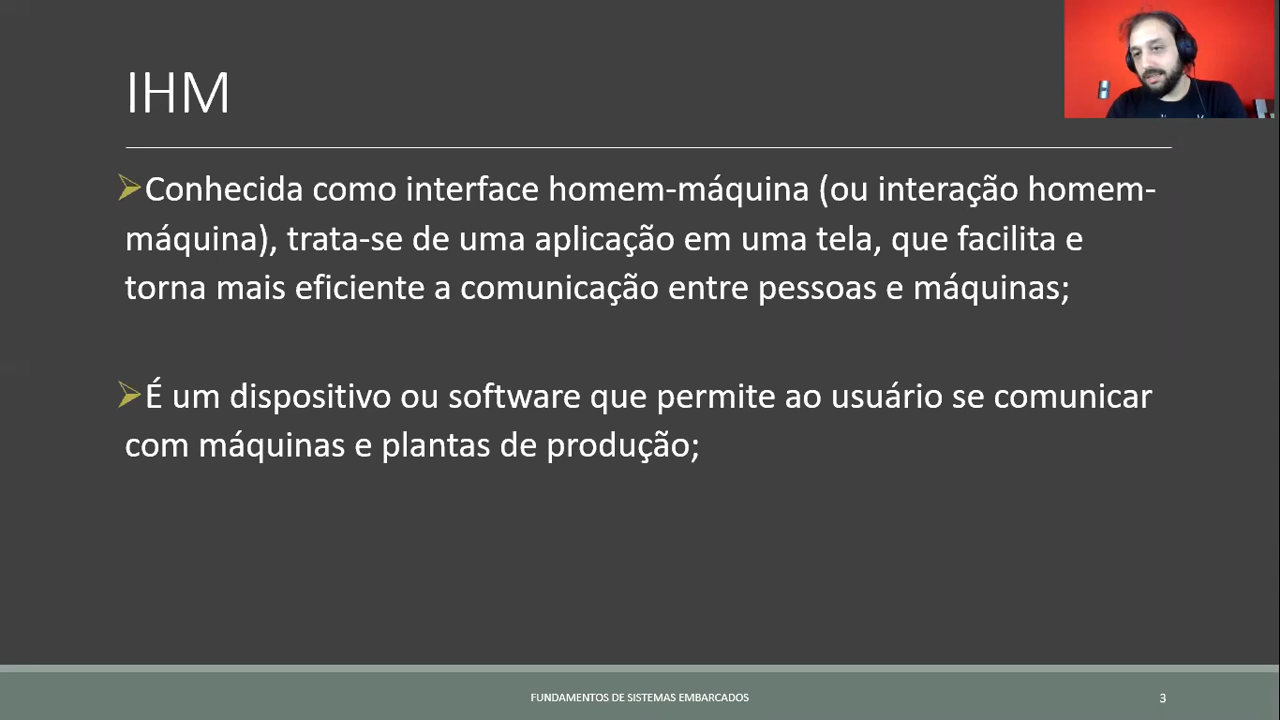 IHM
Conhecida como interface homem-máquina (ou interação homem-
máquina), trata-se de uma aplicação em uma tela, que facilita e
torna mais eficiente a comunicação entre pessoas e máquinas;
É um dispositivo ou software que permite ao usuário se comunicar
com máquinas e plantas de produção;
FUNDAMENTOS DE SISTEMAS EMBARCADOS
3